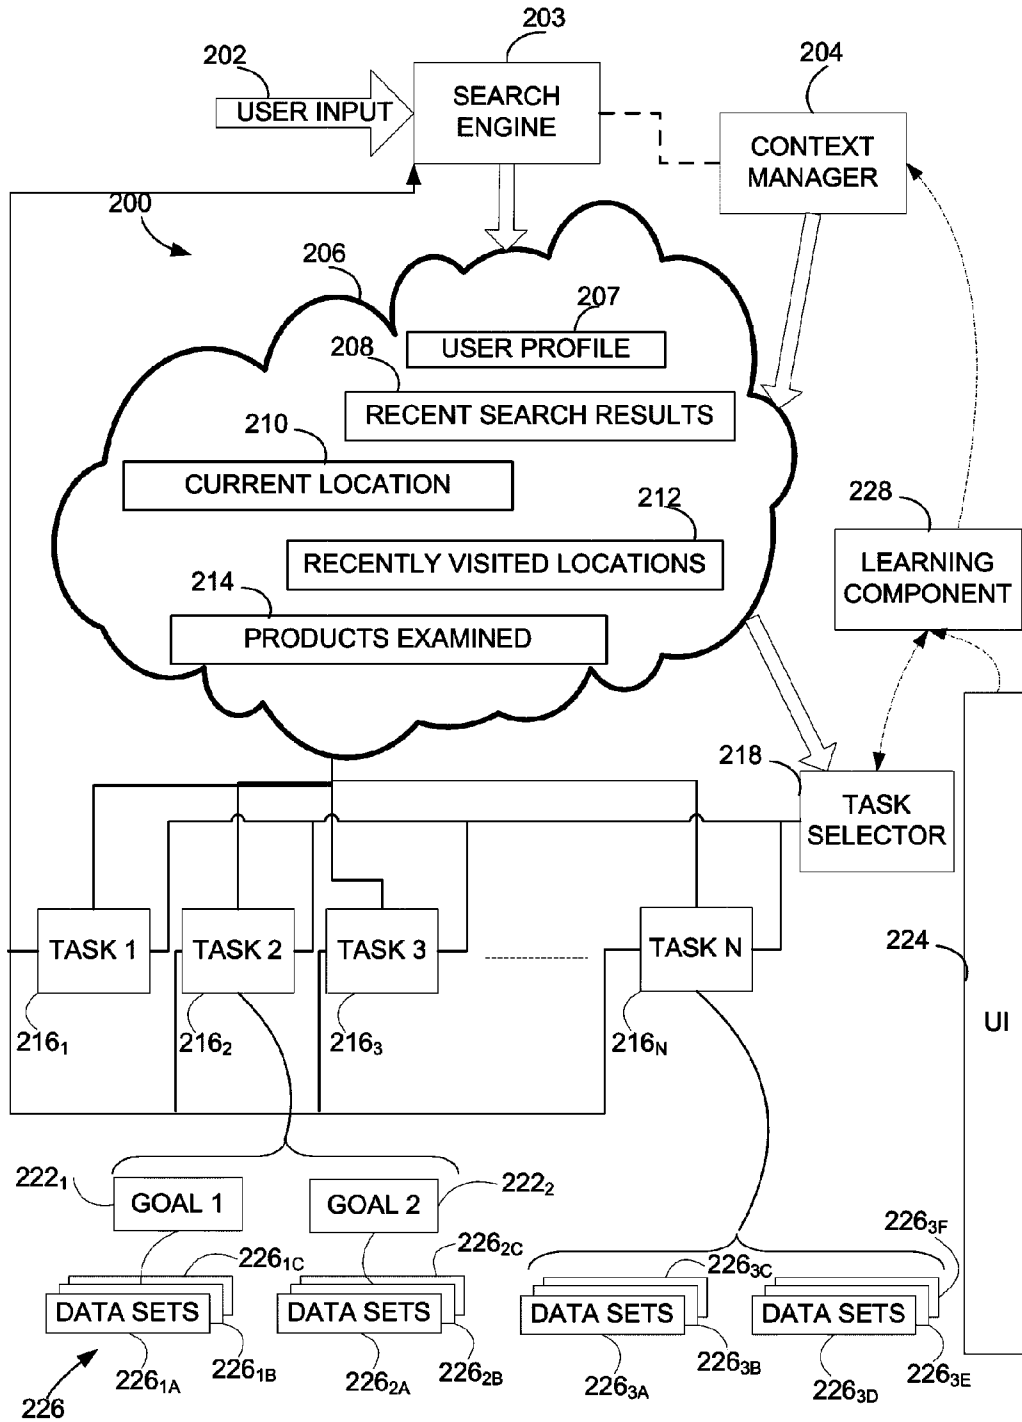 203
202
204
USER INPUT
SEARCH
ENGINE
CONTEXT
MANAGER
200
206
207
USER PROFILE
208
RECENT SEARCH RESULTS
210
CURRENT LOCATION
212
228
RECENTLY VISITED LOCATIONS
LEARNING
COMPONENT
214
PRODUCTS EXAMINED
218
TASK
SELECTOR
TASK 1
TASK 2
TASK 3
TASK N
224
UI
216₁
216₂
216₃
216N
222₁
GOAL 1
GOAL 2
222₂
226₁C
226₂C
226₃C
226₃F
DATA SETS
DATA SETS
DATA SETS
DATA SETS
226₁A
226₁B
226₂A
226₂B
226₃A
226₃B
226₃D
226₃E
226